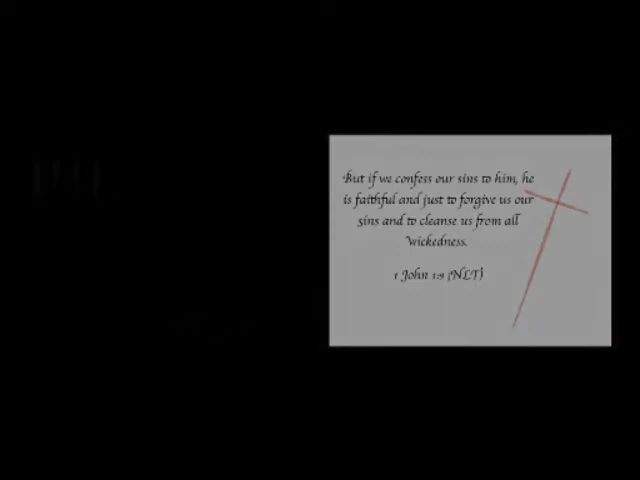 But if we confess our sins to him, he
is faithful and just to forgive us our
sins and to cleanse us from all
wickedness.
1 John 1:9 (NLT)